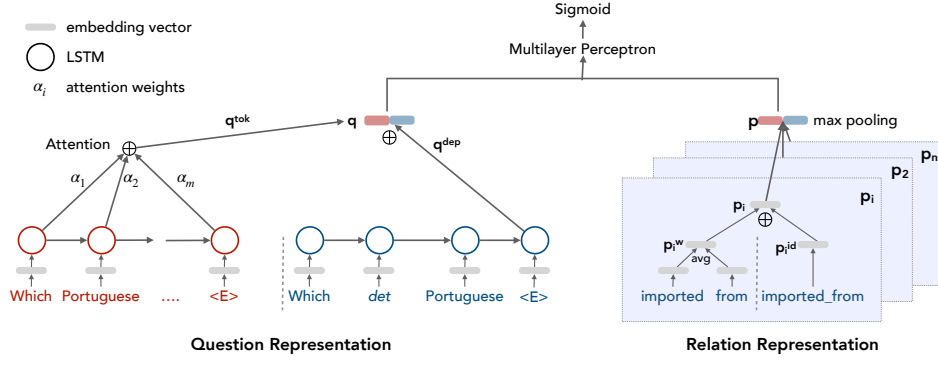 Sigmoid
Multilayer Perceptron
embedding vector
LSTM
αᵢ attention weights
qᵗᵒᵏ
q
p
max pooling
Attention
qᵈᵉᵖ
α₁ α₂ αₘ
pₙ
p₂
pᵢ
pᵢ
pᵢʷ
avg
pᵢⁱᵈ
Which Portuguese .... <E>
Which det Portuguese <E>
imported from imported_from
Question Representation
Relation Representation